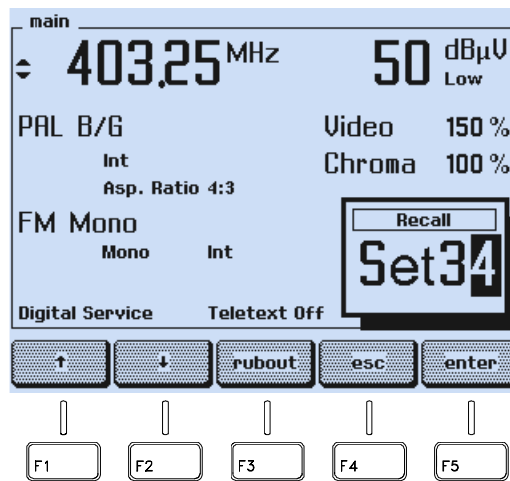 main
403,25 MHz 50 dBµV
Low
PAL B/G Video 150 %
Int Chroma 100 %
Asp. Ratio 4:3
FM Mono Recall
Mono Int Set34
Digital Service Teletext Off
↑ ↓ rubout esc enter
F1 F2 F3 F4 F5